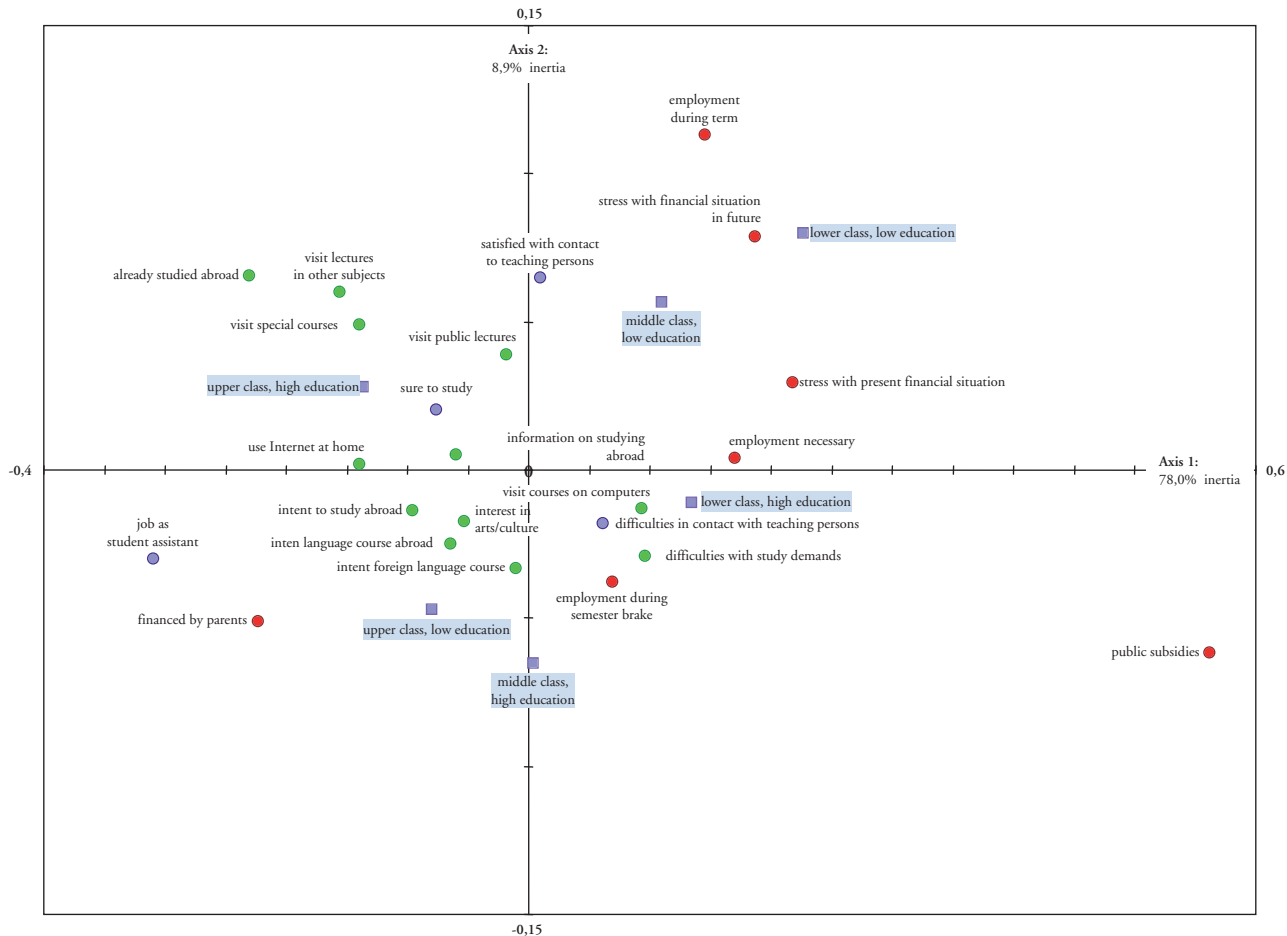 0,15
Axis 2:
8,9% inertia
employment
during term
stress with financial situation
in future
lower class, low education
satisfied with contact
to teaching persons
visit lectures
in other subjects
already studied abroad
visit special courses
middle class,
low education
visit public lectures
upper class, high education
sure to study
stress with present financial situation
use Internet at home
information on studying
abroad
employment necessary
-0,4
0
Axis 1:
78,0% inertia
0,6
visit courses on computers
lower class, high education
intent to study abroad
interest in
arts/culture
difficulties in contact with teaching persons
job as
student assistant
inten language course abroad
difficulties with study demands
intent foreign language course
employment during
semester brake
financed by parents
upper class, low education
public subsidies
middle class,
high education
-0,15